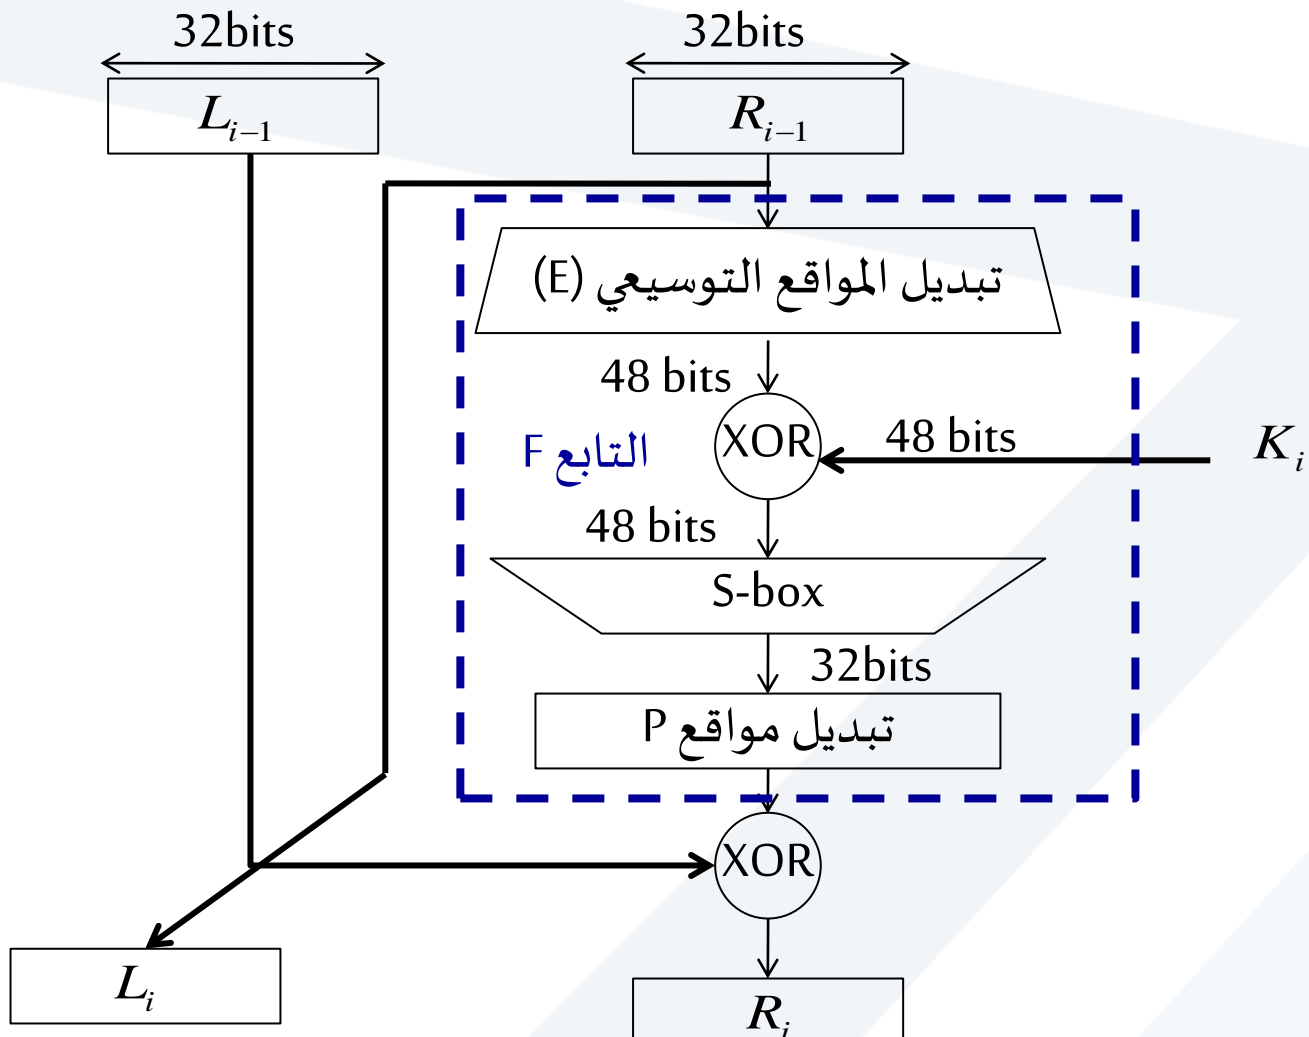 32bits
32bits
L_{i-1}
R_{i-1}
تبديل المواقع التوسيعي (E)
48 bits
XOR
48 bits
K_i
التابع F
48 bits
S-box
32bits
تبديل مواقع P
XOR
L_i
R_i